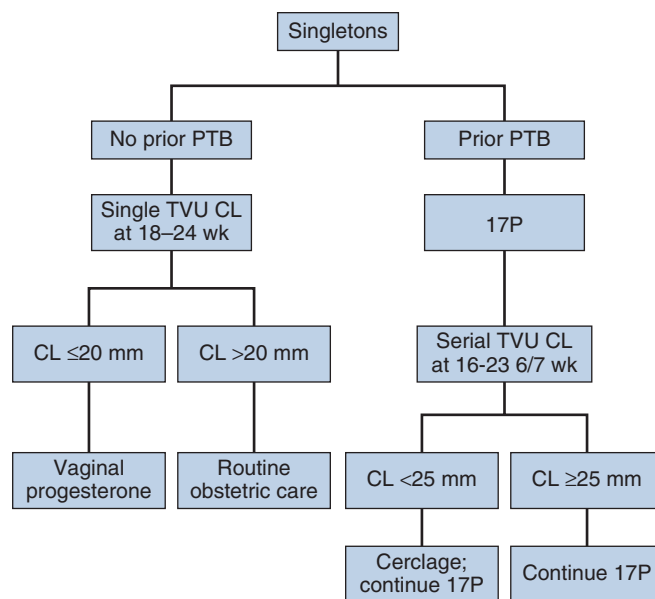 Singletons
No prior PTB
Prior PTB
Single TVU CL
at 18–24 wk
17P
CL ≤20 mm
CL >20 mm
Serial TVU CL
at 16-23 6/7 wk
Vaginal
progesterone
Routine
obstetric care
CL <25 mm
CL ≥25 mm
Cerclage;
continue 17P
Continue 17P